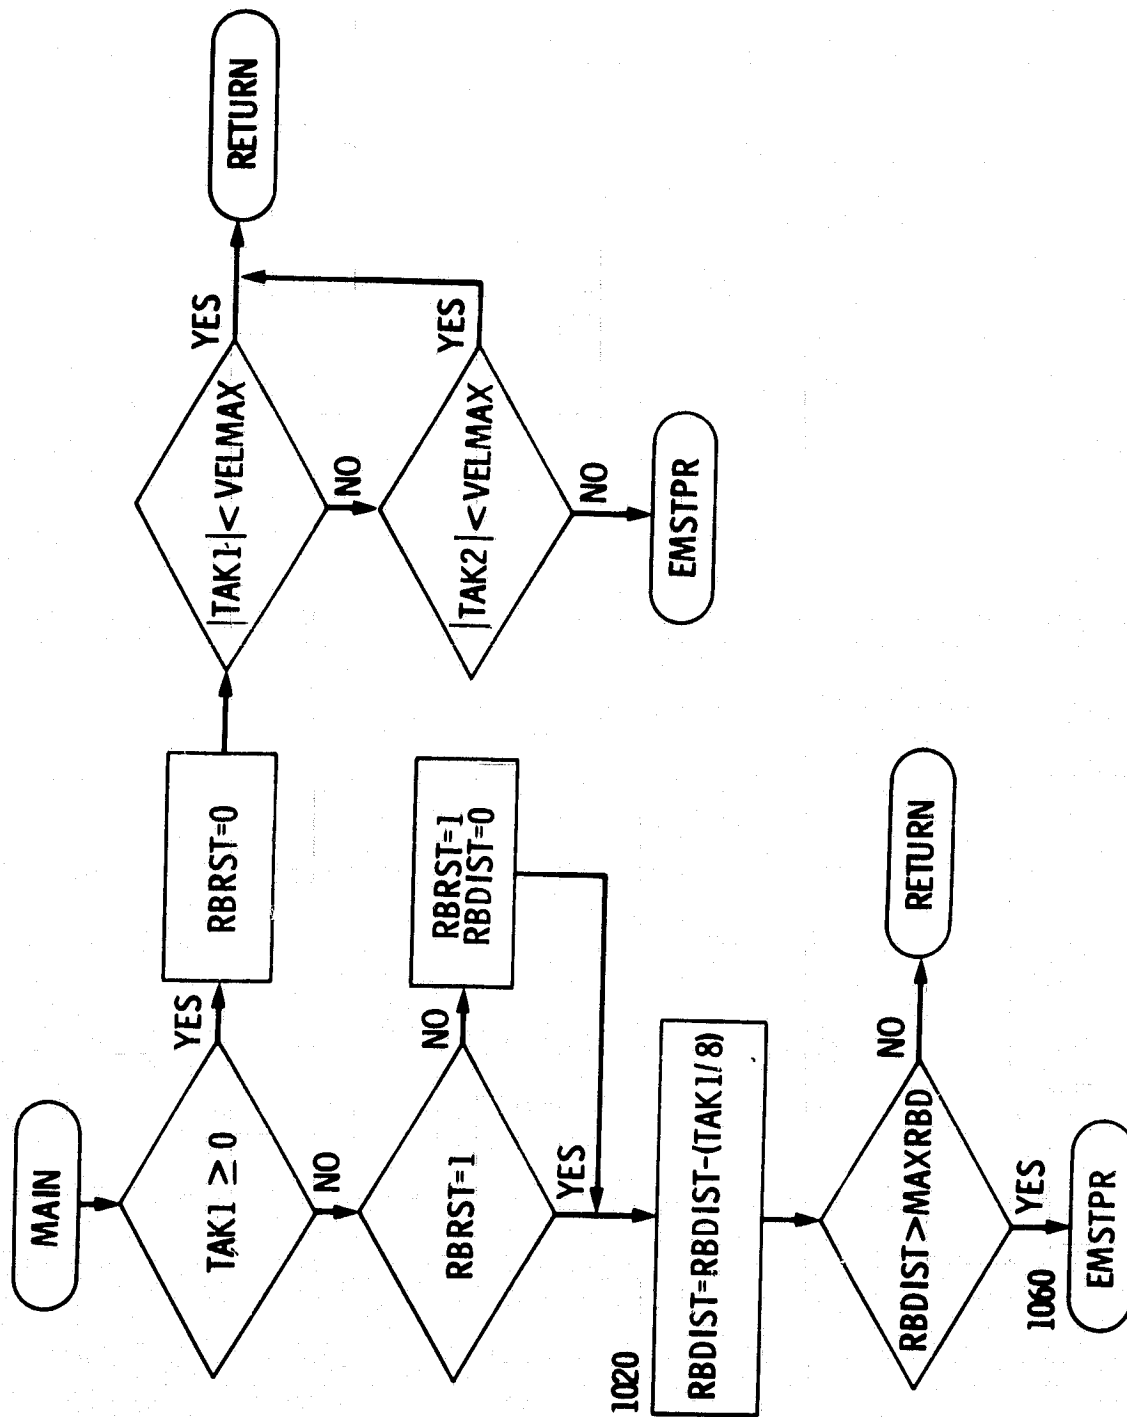 MAIN
TAK1 ≥ 0
YES
RBRST=0
|TAK1|<VELMAX
YES
RETURN
NO
NO
RBRST=1
NO
RBRST=1
RBDIST=0
|TAK2|<VELMAX
YES
YES
NO
EMSTPR
1020
RBDIST=RBDIST-(TAK1/8)
RBDIST>MAXRBD
NO
RETURN
YES
1060
EMSTPR